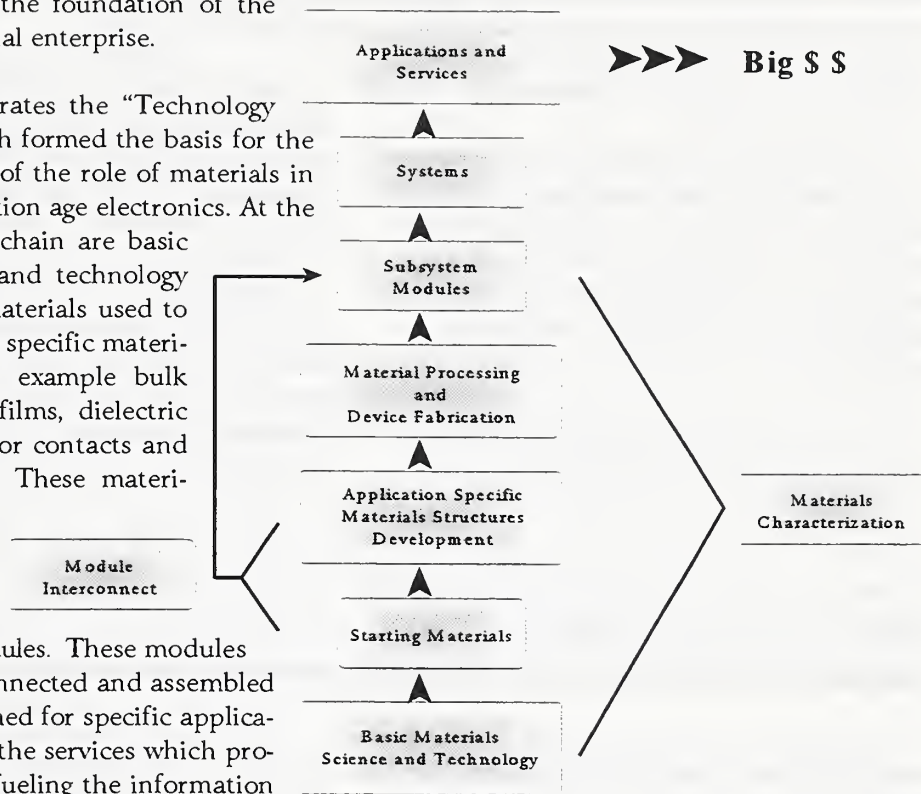 the foundation of the
al enterprise.
rates the “Technology
h formed the basis for the
of the role of materials in
ion age electronics. At the
chain are basic
and technology
aterials used to
specific materi-
example bulk
films, dielectric
or contacts and
These materi-
Module
Interconnect
ules. These modules
nnected and assembled
ned for specific applica-
the services which pro-
fueling the information
Applications and
Services
Big $ $
Systems
Subsystem
Modules
Material Processing
and
Device Fabrication
Application Specific
Materials Structures
Development
Starting Materials
Basic Materials
Science and Technology
Materials
Characterization